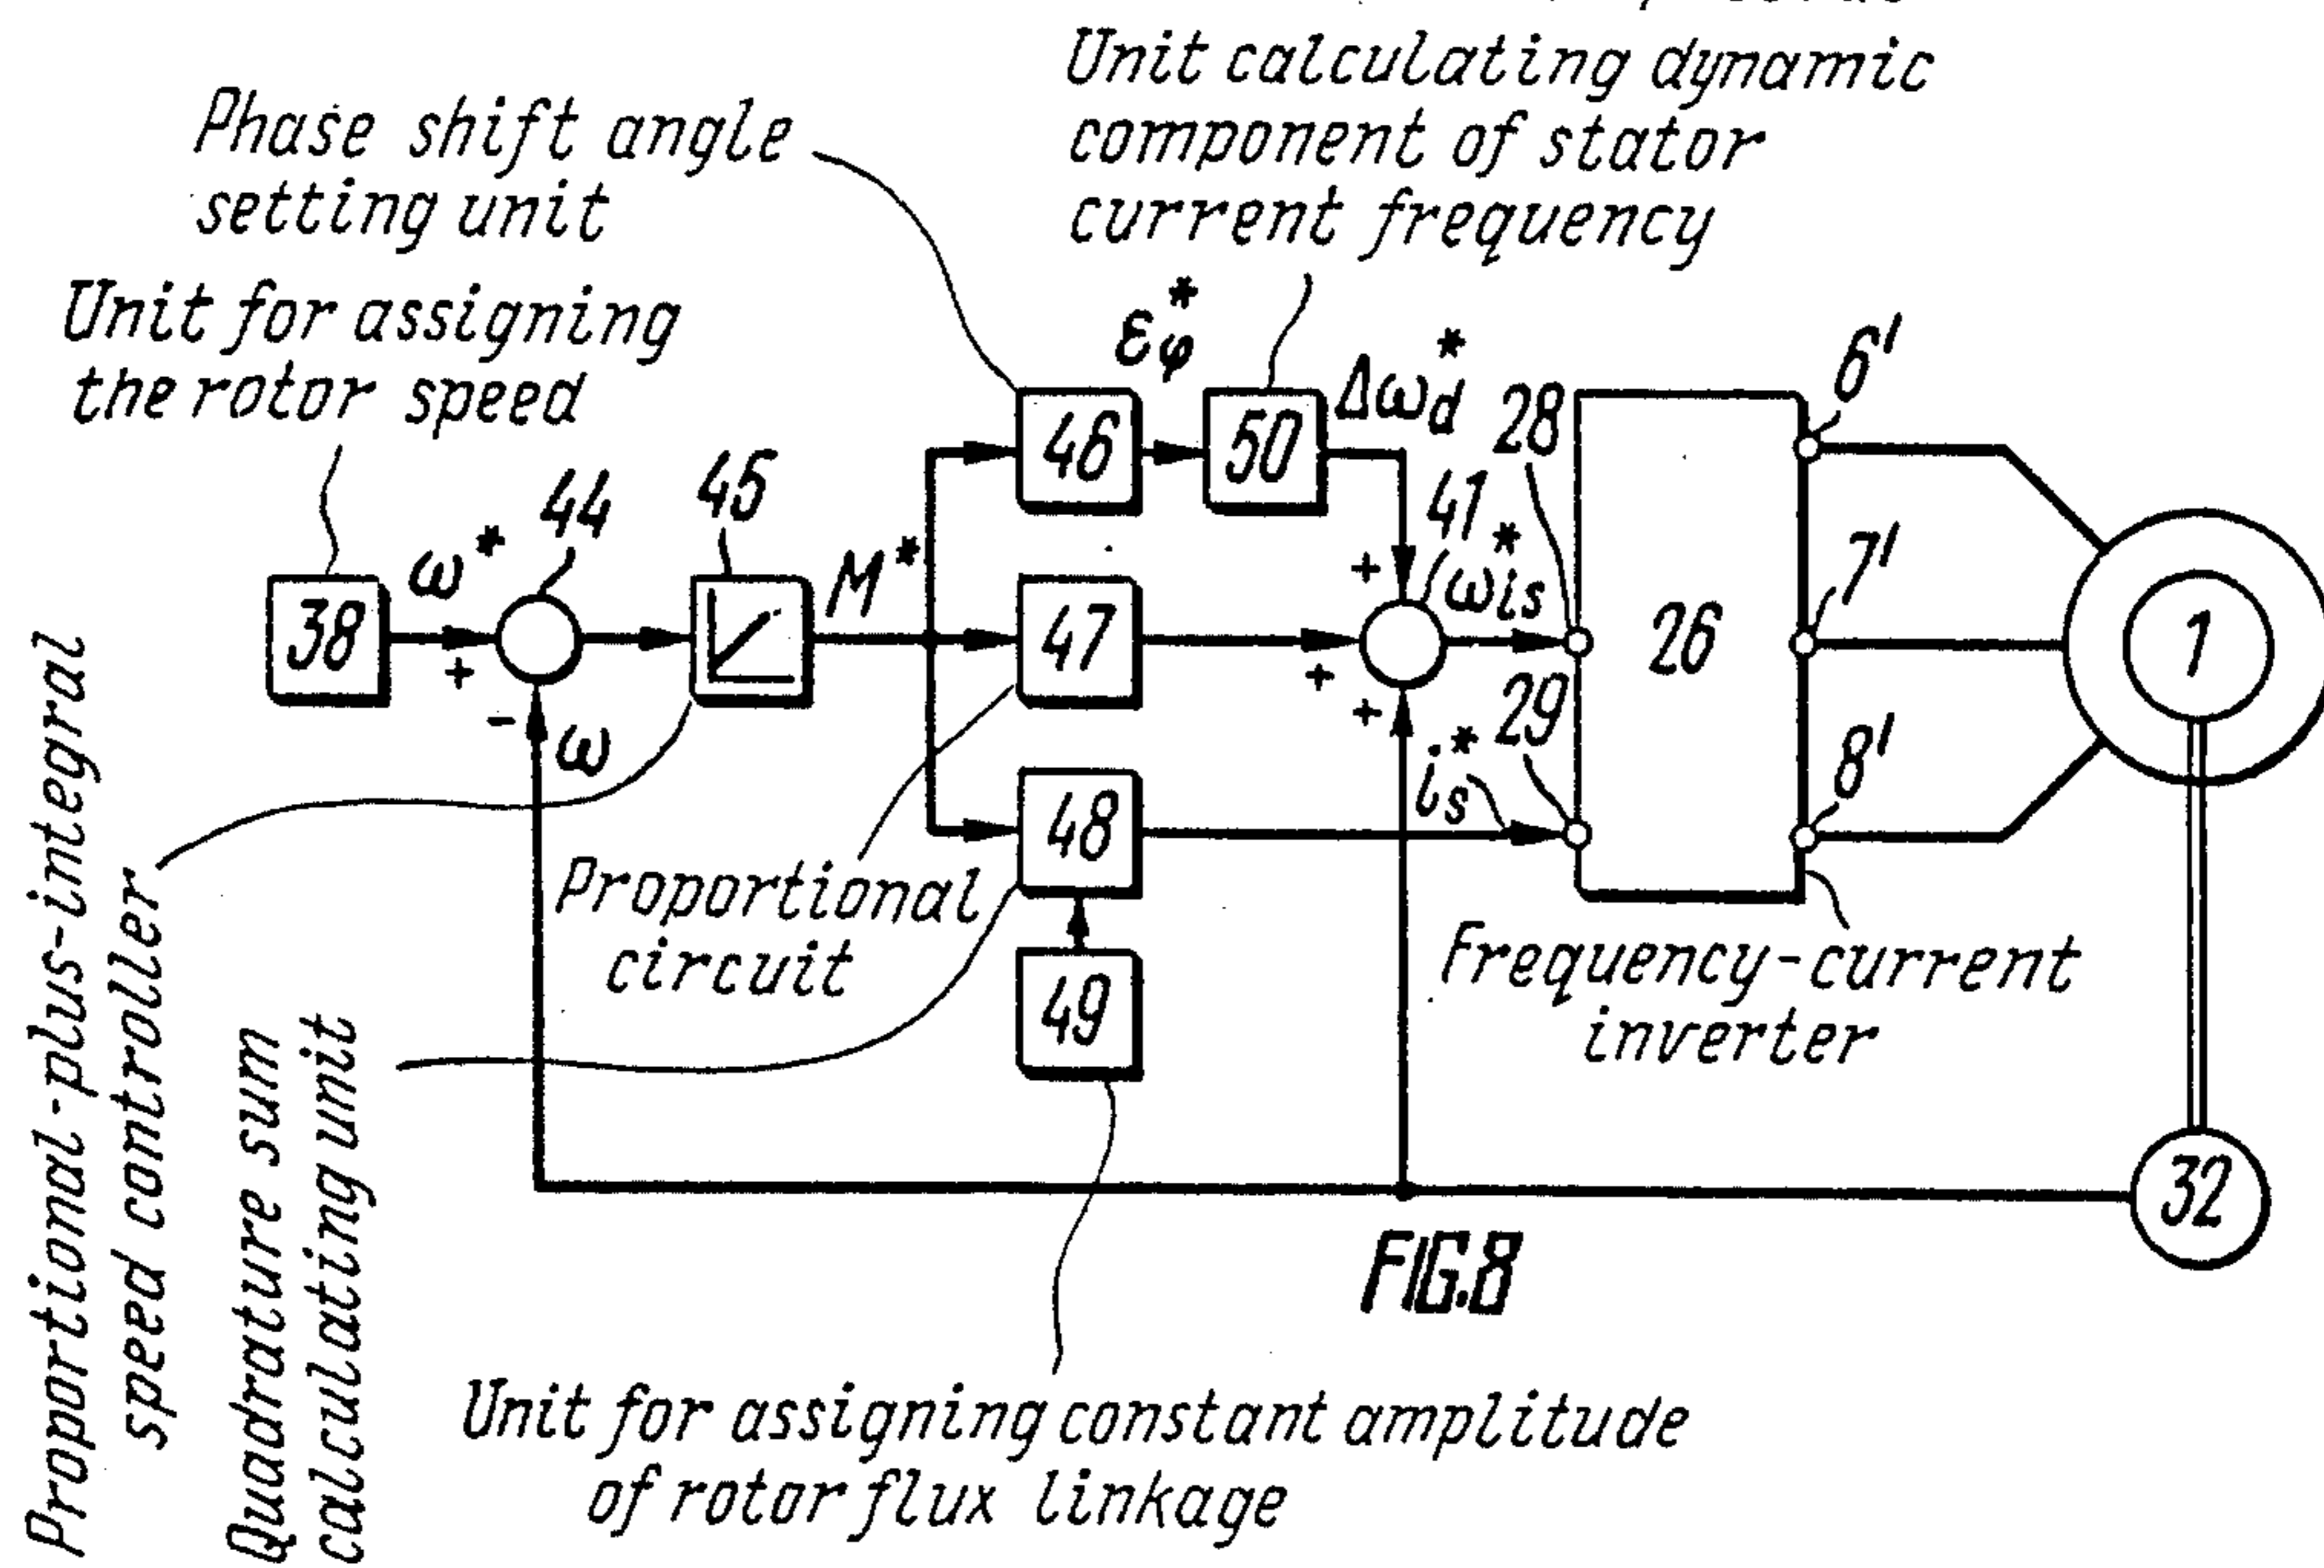 Unit calculating dynamic
component of stator
current frequency
Phase shift angle
setting unit
Unit for assigning
the rotor speed
ε*φ
Δω*d
28
6'
46
50
44
45
41
ω*
M*
ω*is
7'
38
47
26
1
+
+
+
+
-
ω
29
i*s
8'
48
Proportional-plus-integral
speed controller
Proportional
circuit
49
Frequency-current
inverter
Quadrature sum
calculating unit
32
FIG.8
Unit for assigning constant amplitude
of rotor flux linkage